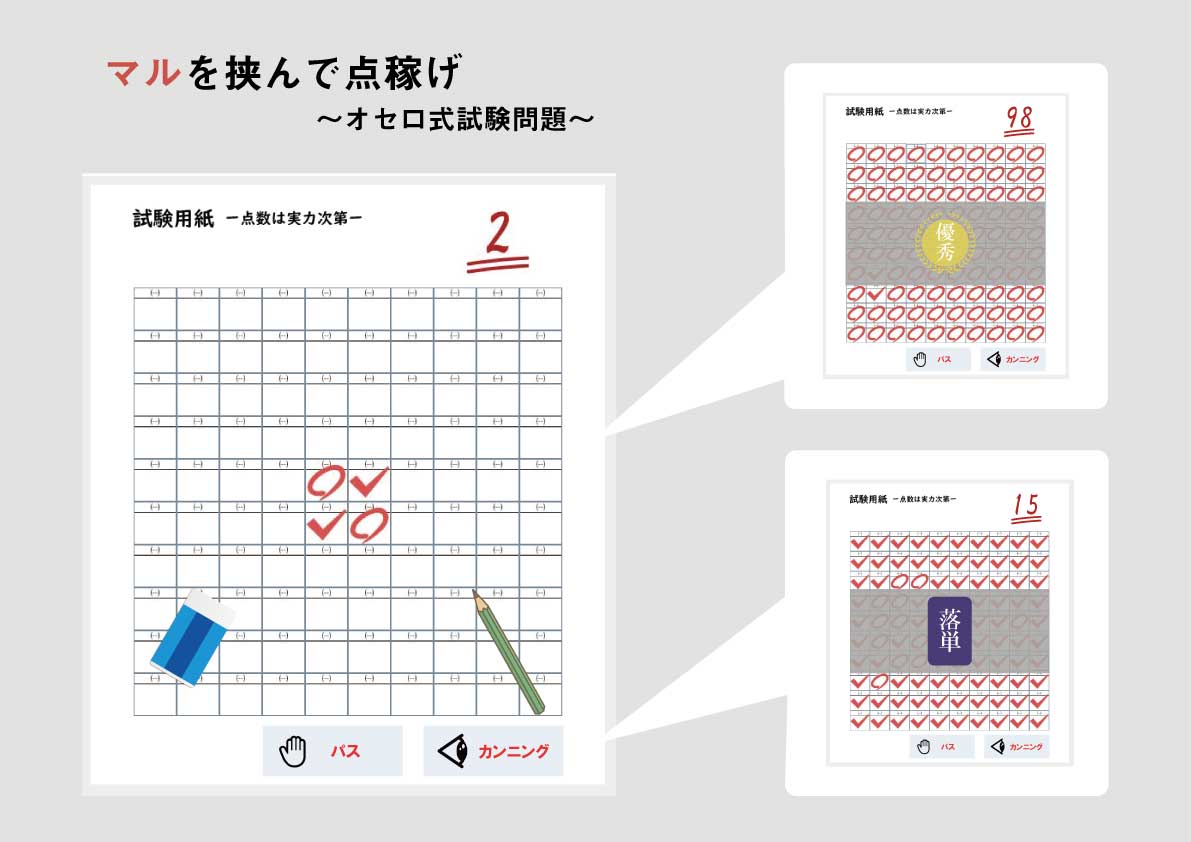 マルを挟んで点稼げ
～オセロ式試験問題～
試験用紙 ー点数は実力次第ー
2
パス
カンニング
試験用紙 ー点数は実力次第ー
98
優秀
パス
カンニング
試験用紙 ー点数は実力次第ー
15
落単
パス
カンニング